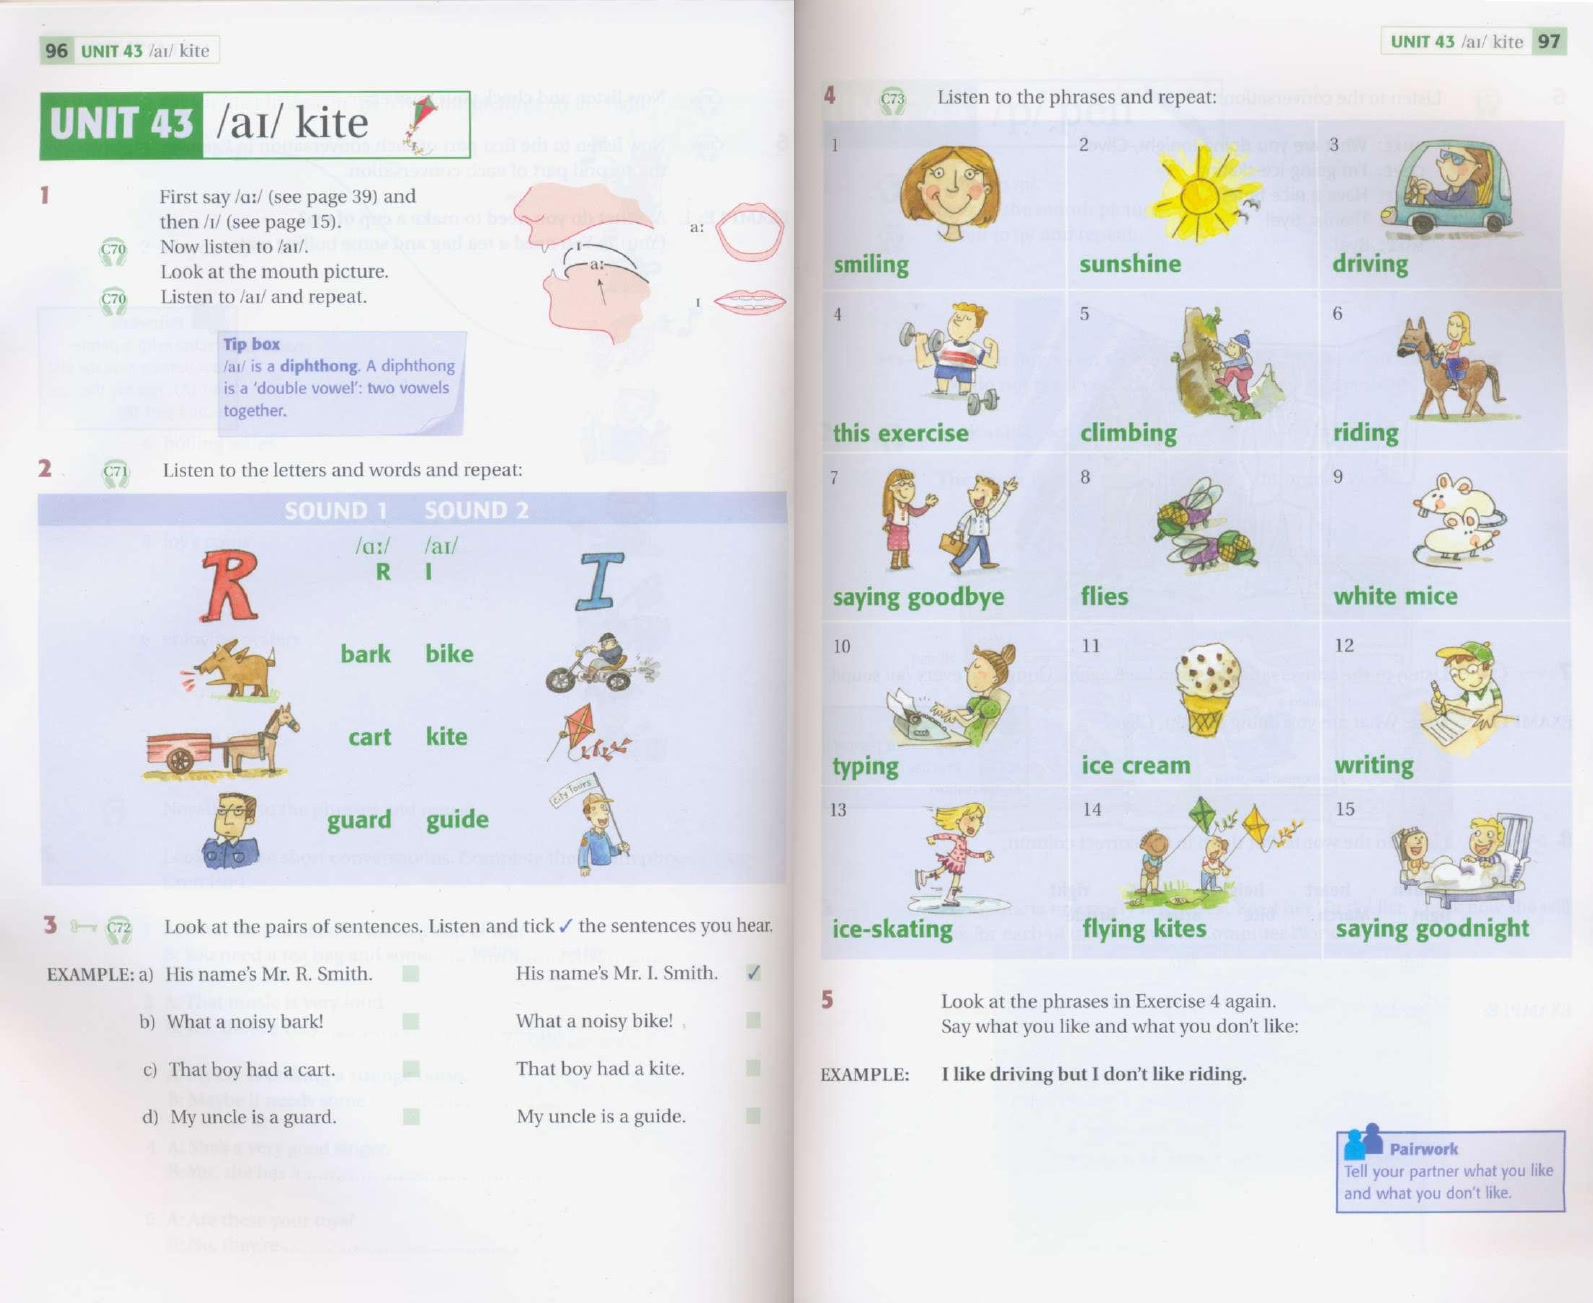 96 UNIT 43 /aɪ/ kite
UNIT 43 /aɪ/ kite
1
First say /ɑː/ (see page 39) and
then /ɪ/ (see page 15).
C70 Now listen to /aɪ/.
Look at the mouth picture.
C70 Listen to /aɪ/ and repeat.
ɪ
aː
aː
ɪ
Tip box
/aɪ/ is a diphthong. A diphthong
is a 'double vowel': two vowels
together.
2 C71 Listen to the letters and words and repeat:
SOUND 1 SOUND 2
/ɑː/ /aɪ/
R R I I
bark bike
cart kite
City Tours
guard guide
3 C72 Look at the pairs of sentences. Listen and tick ✓ the sentences you hear.
EXAMPLE: a) His name's Mr. R. Smith. His name's Mr. I. Smith. ✓
b) What a noisy bark! What a noisy bike!
c) That boy had a cart. That boy had a kite.
d) My uncle is a guard. My uncle is a guide.
UNIT 43 /aɪ/ kite 97
4 C73 Listen to the phrases and repeat:
1 2 3
smiling sunshine driving
4 5 6
this exercise climbing riding
7 8 9
saying goodbye flies white mice
10 11 12
typing ice cream writing
13 14 15
ice-skating flying kites saying goodnight
5 Look at the phrases in Exercise 4 again.
Say what you like and what you don't like:
EXAMPLE: I like driving but I don't like riding.
Pairwork
Tell your partner what you like
and what you don't like.